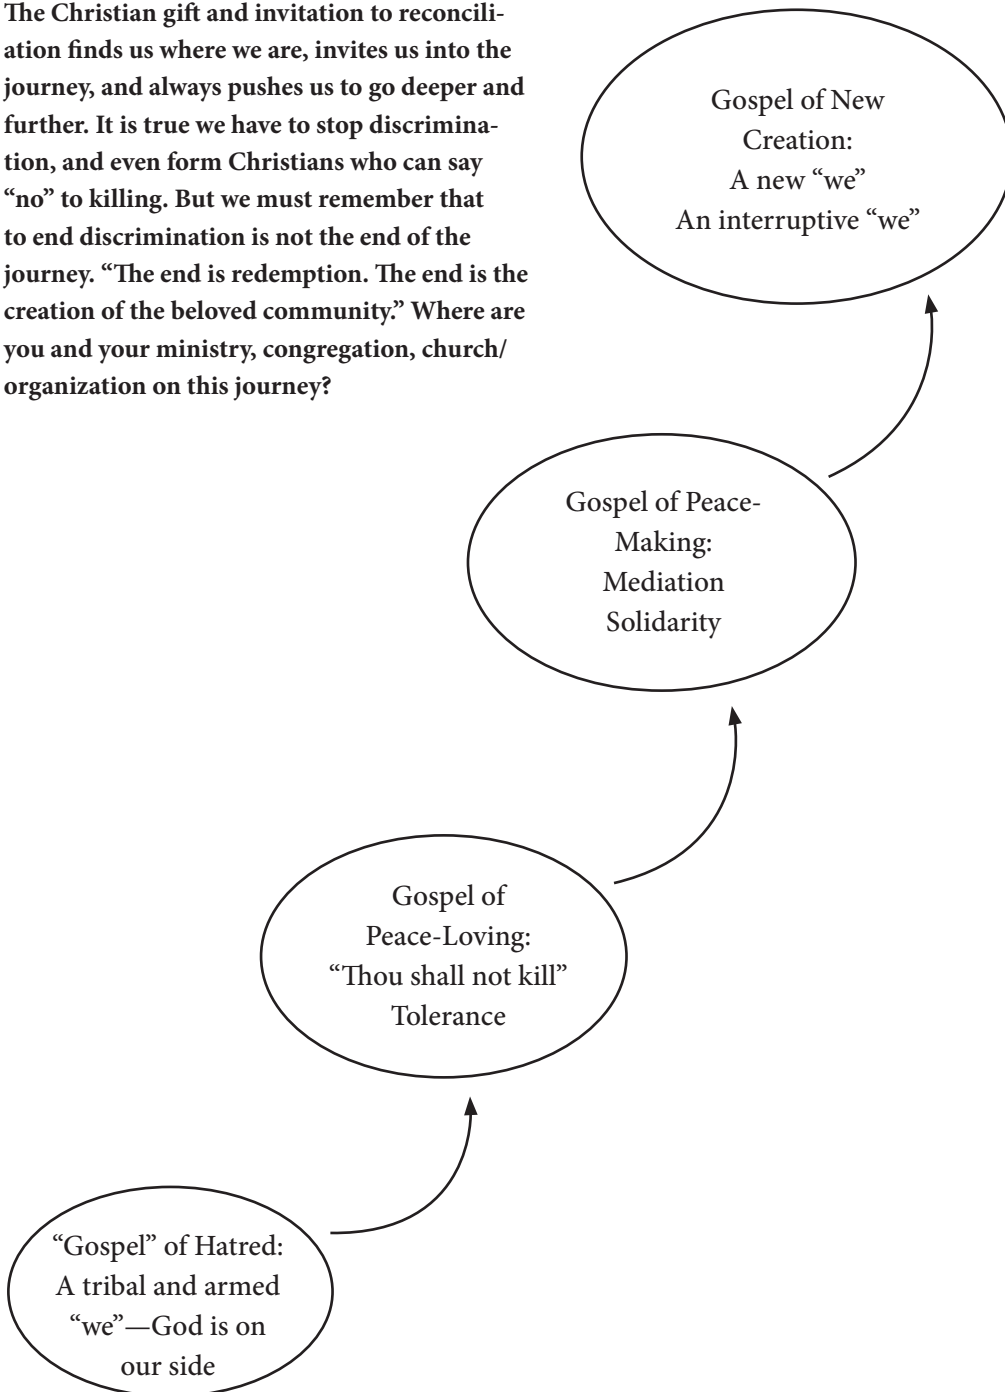 The Christian gift and invitation to reconcili-
ation finds us where we are, invites us into the
journey, and always pushes us to go deeper and
further. It is true we have to stop discrimina-
tion, and even form Christians who can say
“no” to killing. But we must remember that
to end discrimination is not the end of the
journey. “The end is redemption. The end is the
creation of the beloved community.” Where are
you and your ministry, congregation, church/
organization on this journey?
Gospel of New
Creation:
A new “we”
An interruptive “we”
Gospel of Peace-
Making:
Mediation
Solidarity
Gospel of
Peace-Loving:
“Thou shall not kill”
Tolerance
“Gospel” of Hatred:
A tribal and armed
“we”—God is on
our side